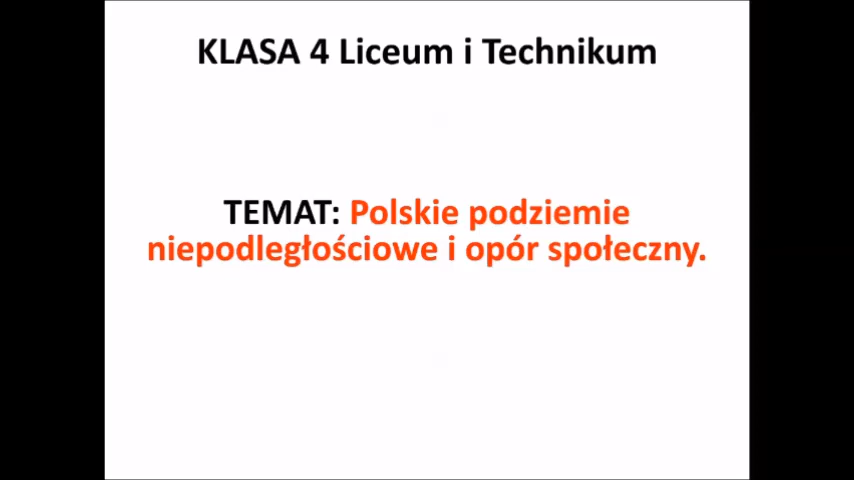 KLASA 4 Liceum i Technikum
TEMAT: Polskie podziemie
niepodległościowe i opór społeczny.